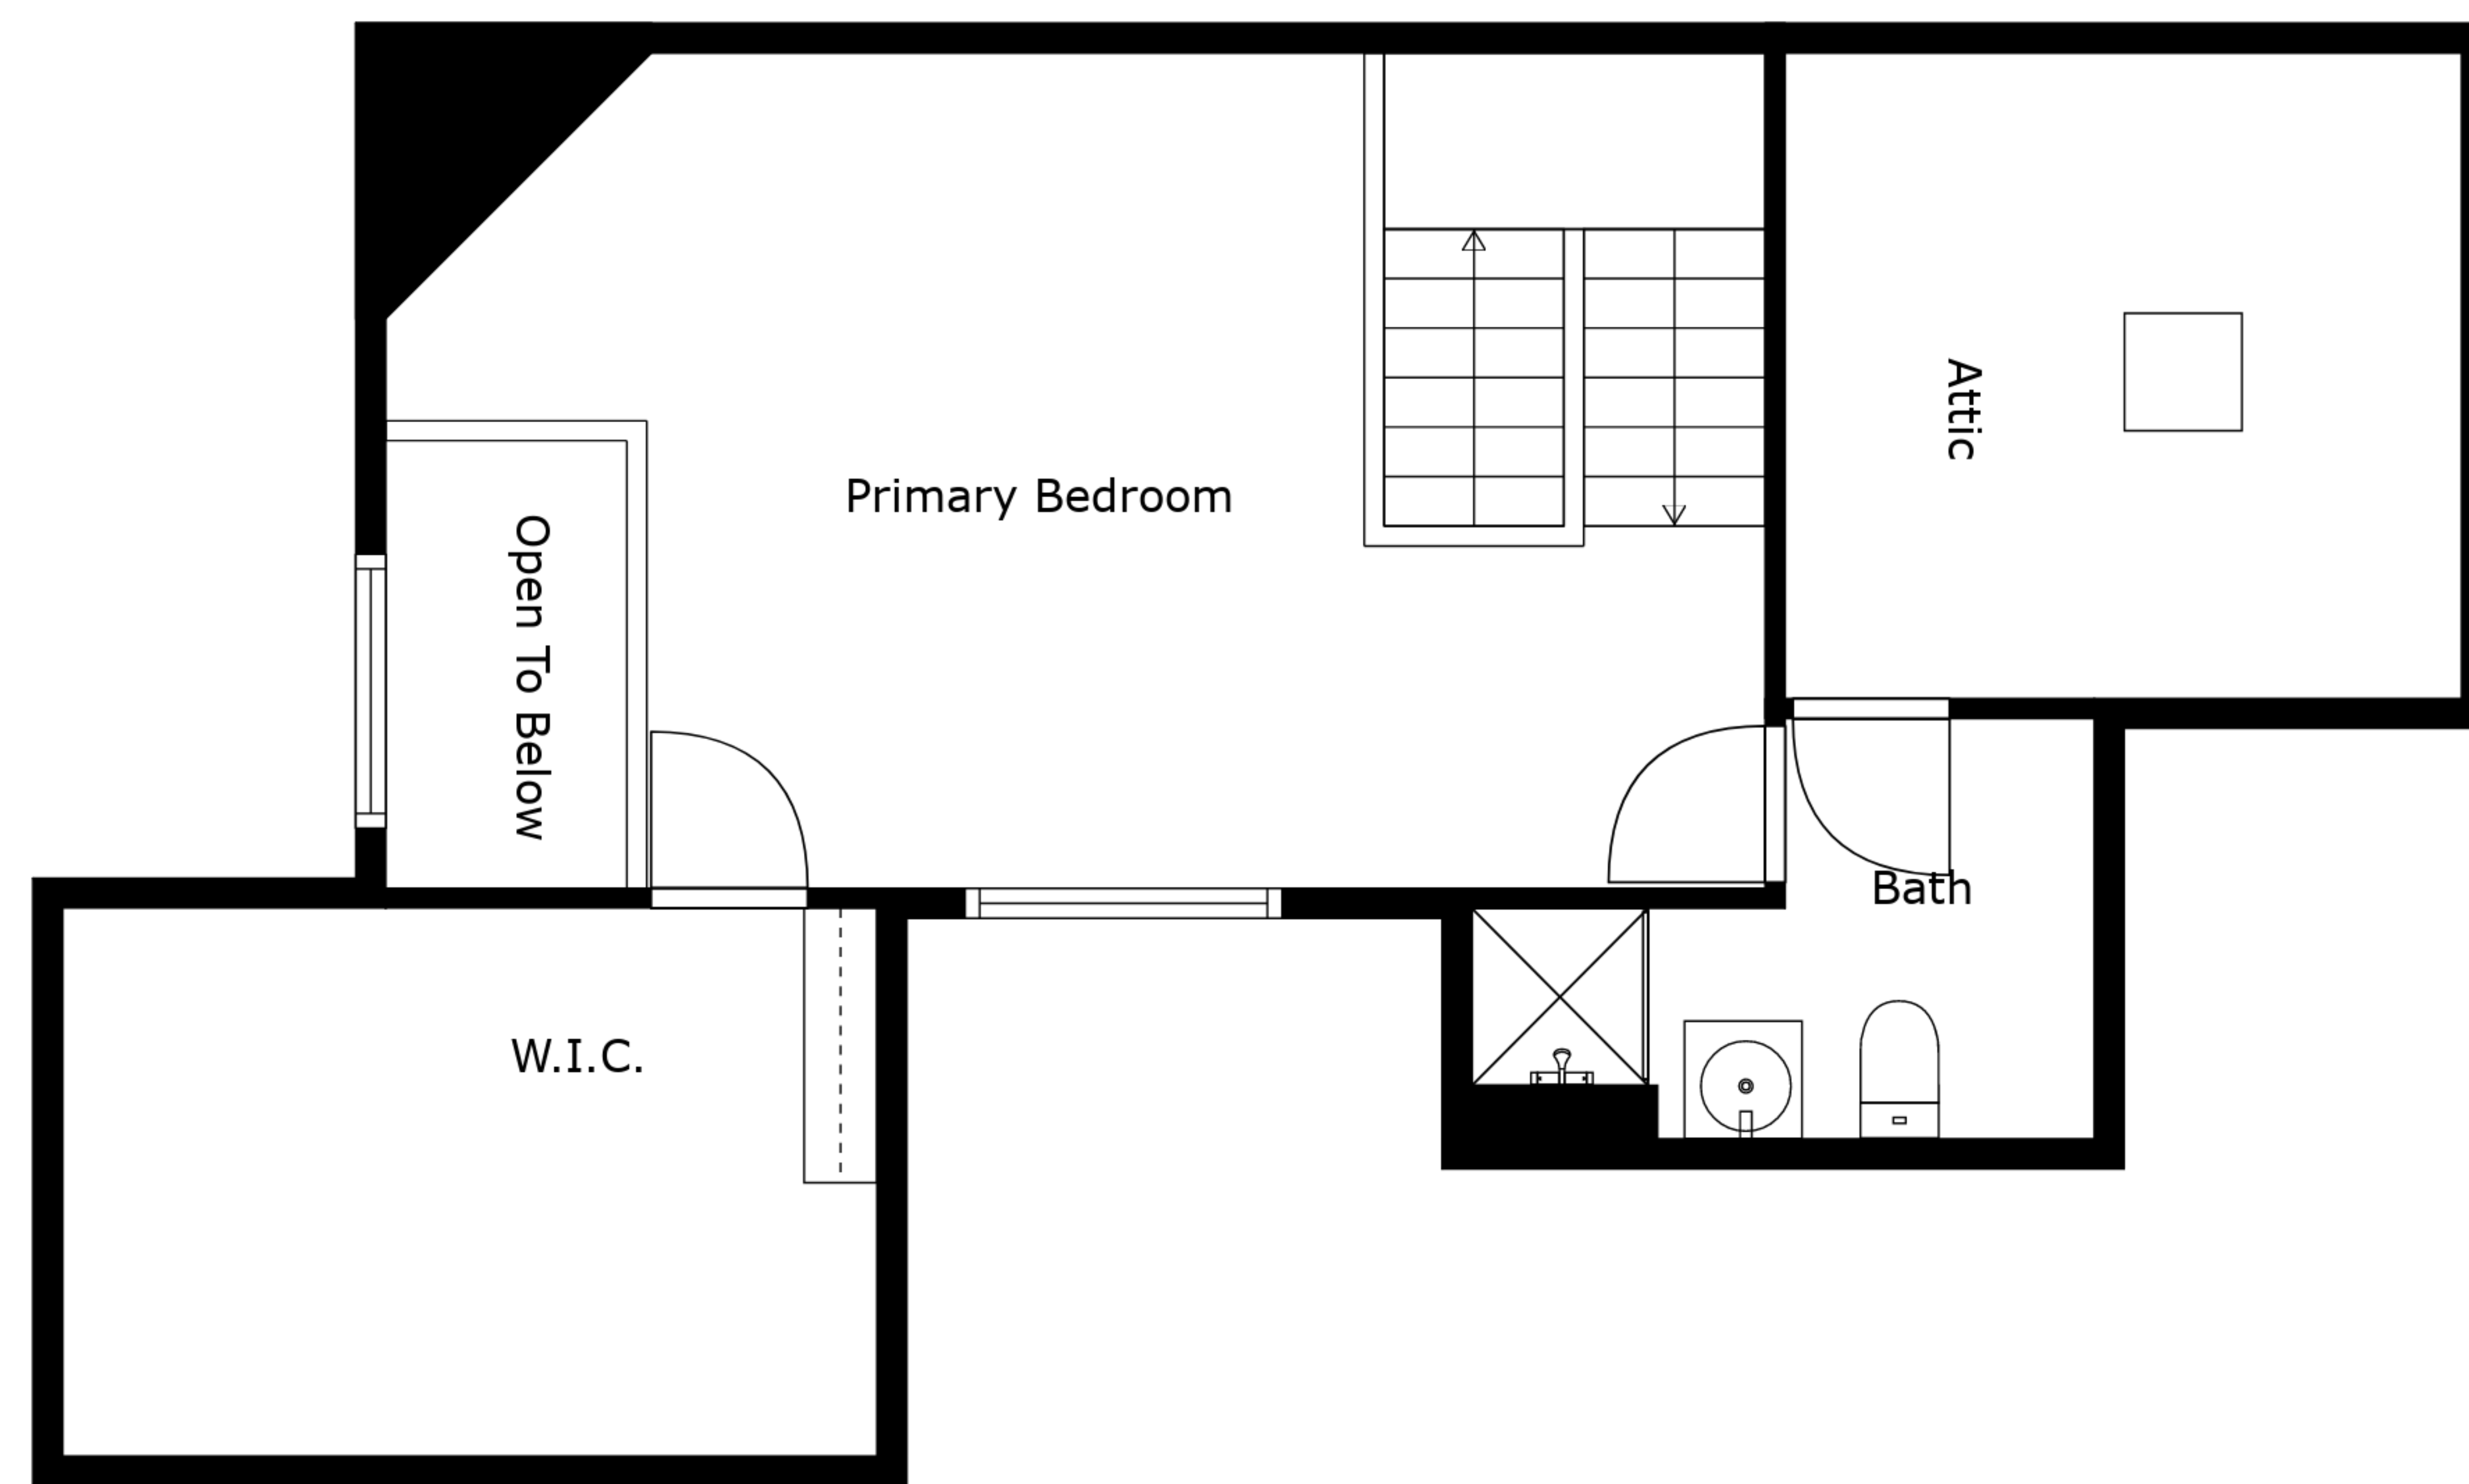 Primary Bedroom
Attic
Open To Below
Bath
W.I.C.